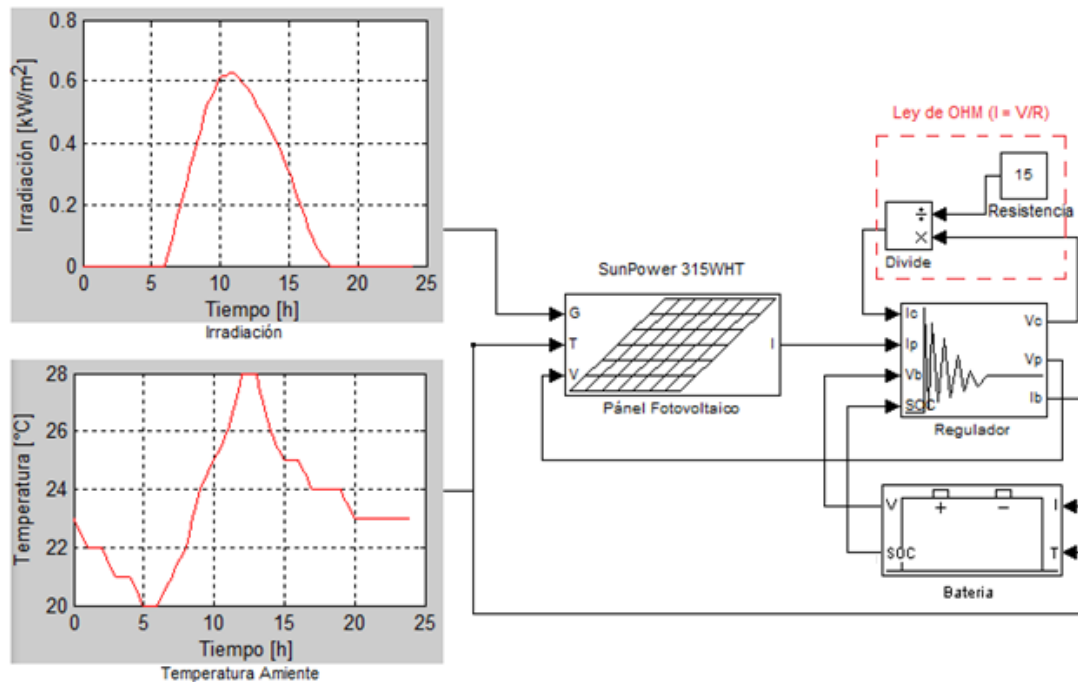 0.8
0.6
0.4
0.2
0
Irradiación [kW/m²]
0 5 10 15 20 25
Tiempo [h]
Irradiación
28
26
24
22
20
Temperatura [°C]
0 5 10 15 20 25
Tiempo [h]
Temperatura Amiente
SunPower 315WHT
G
T
V
I
Pánel Fotovoltaico
Ley de OHM (I = V/R)
15
Resistencia
÷
×
Divide
Ic
Ip
Vb
SOC
Vc
Vp
Ib
Regulador
V
SOC
+ −
I
T
Bateria